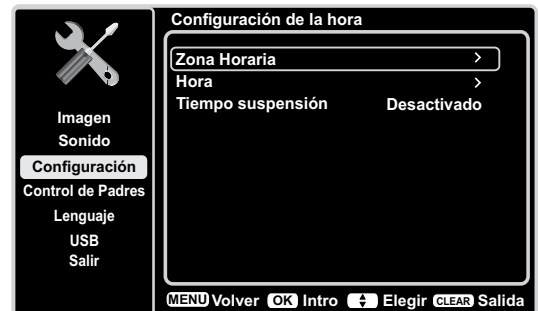 Configuración de la hora
Zona Horaria >
Hora >
Tiempo suspensión Desactivado
Imagen
Sonido
Configuración
Control de Padres
Lenguaje
USB
Salir
MENU Volver OK Intro Elegir CLEAR Salida